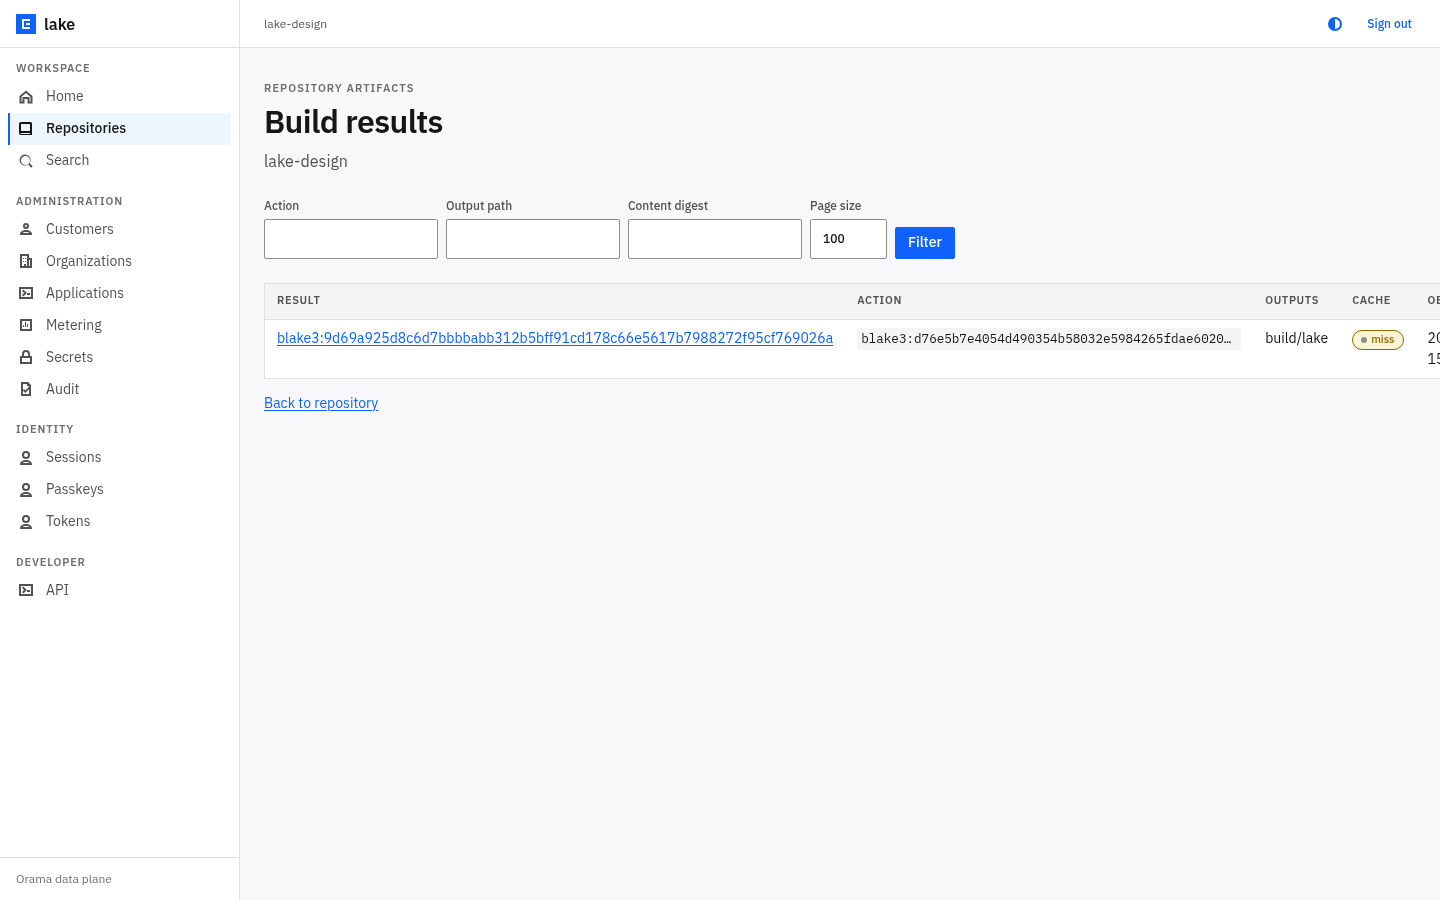 lake
lake-design
Sign out
WORKSPACE
Home
Repositories
Search
ADMINISTRATION
Customers
Organizations
Applications
Metering
Secrets
Audit
IDENTITY
Sessions
Passkeys
Tokens
DEVELOPER
API
Orama data plane
REPOSITORY ARTIFACTS
Build results
lake-design
Action Output path Content digest Page size
100 Filter
RESULT ACTION OUTPUTS CACHE
blake3:9d69a925d8c6d7bbbbabb312b5bff91cd178c66e5617b7988272f95cf769026a blake3:d76e5b7e4054d490354b58032e5984265fdae6020… build/lake miss 20
15
Back to repository